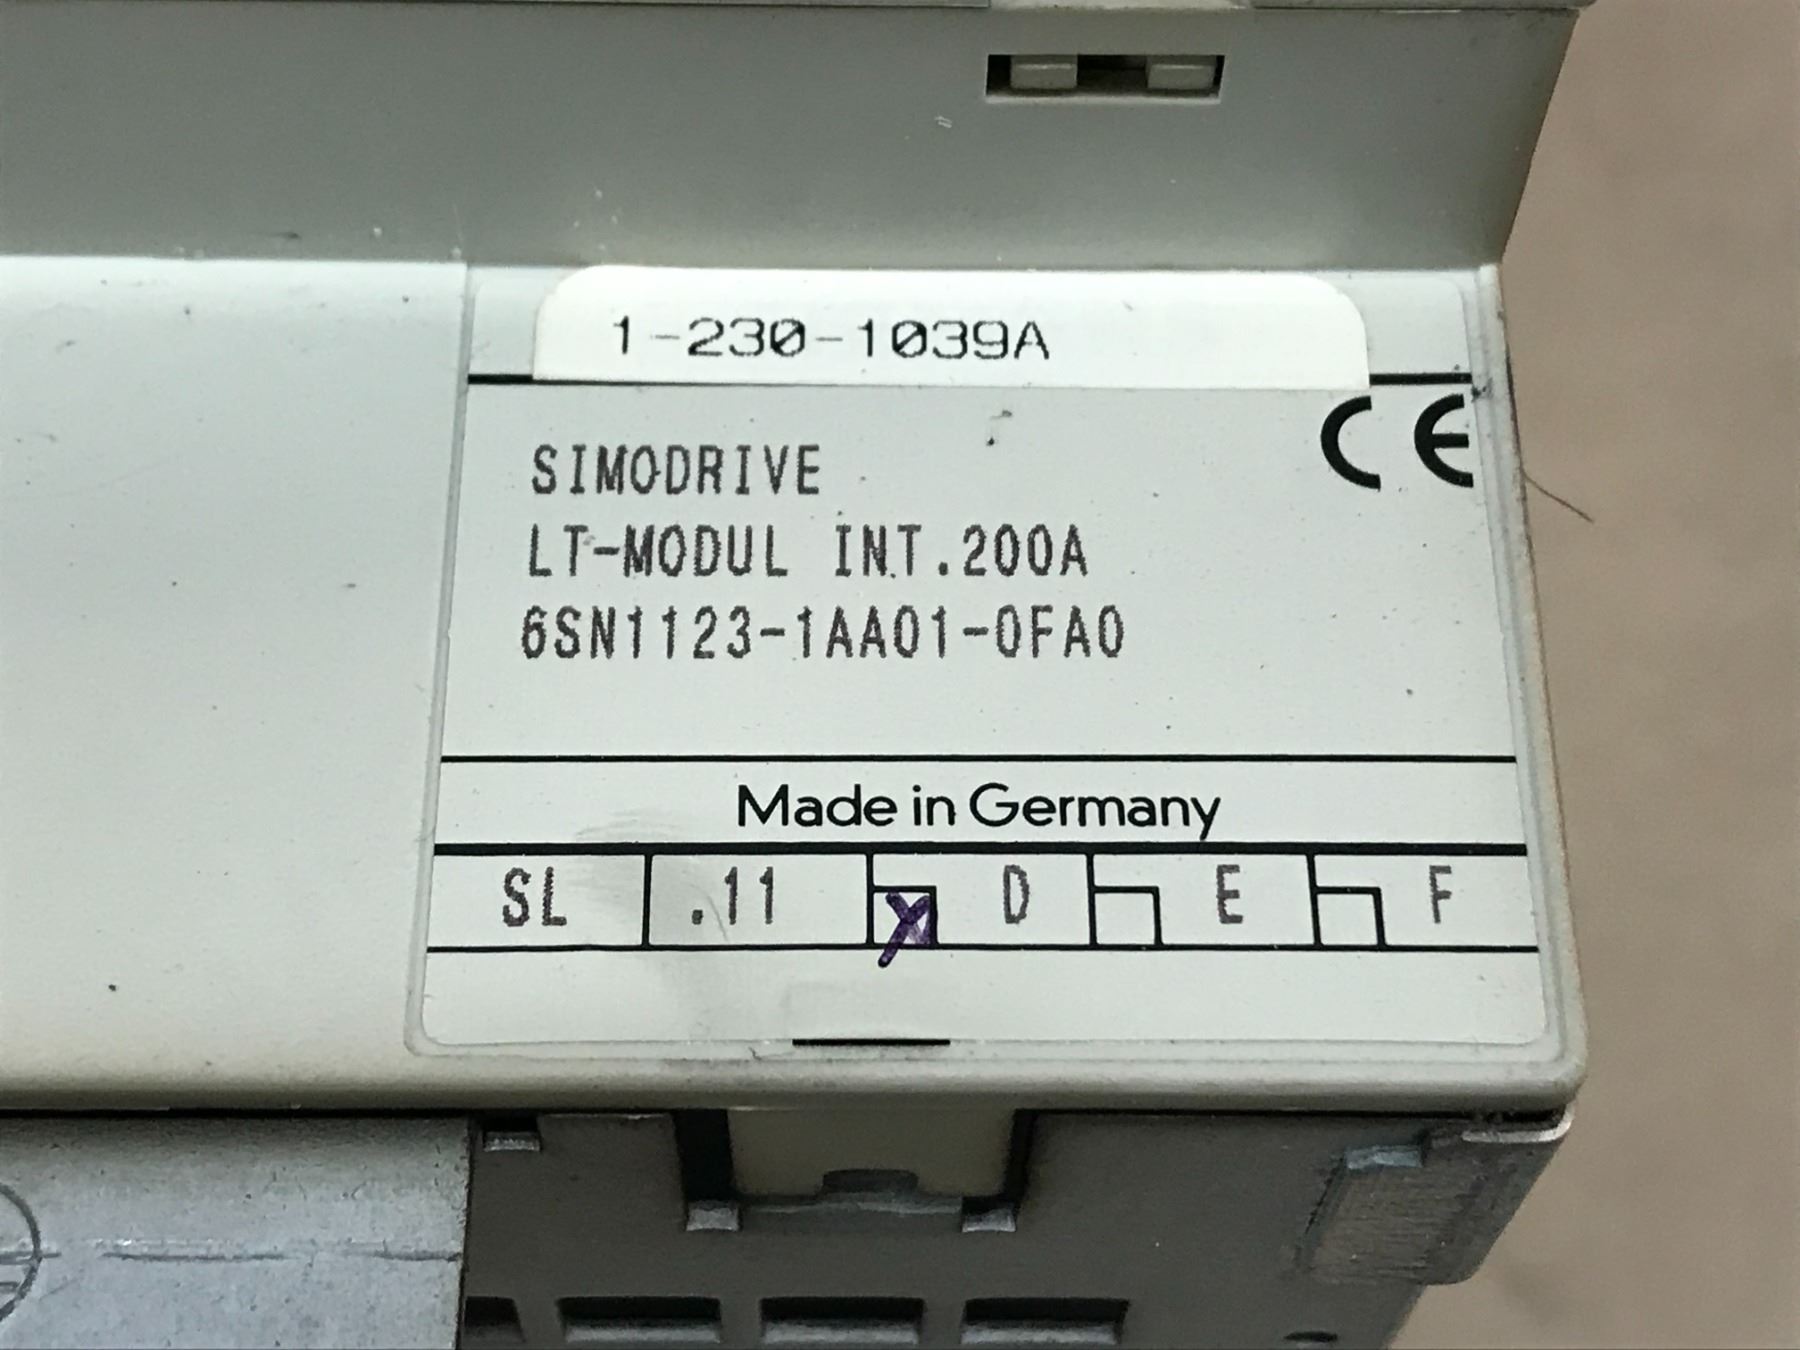 1-230-1039A
CE
SIMODRIVE
LT-MODUL INT.200A
6SN1123-1AA01-0FA0
Made in Germany
SL .11 X D E F